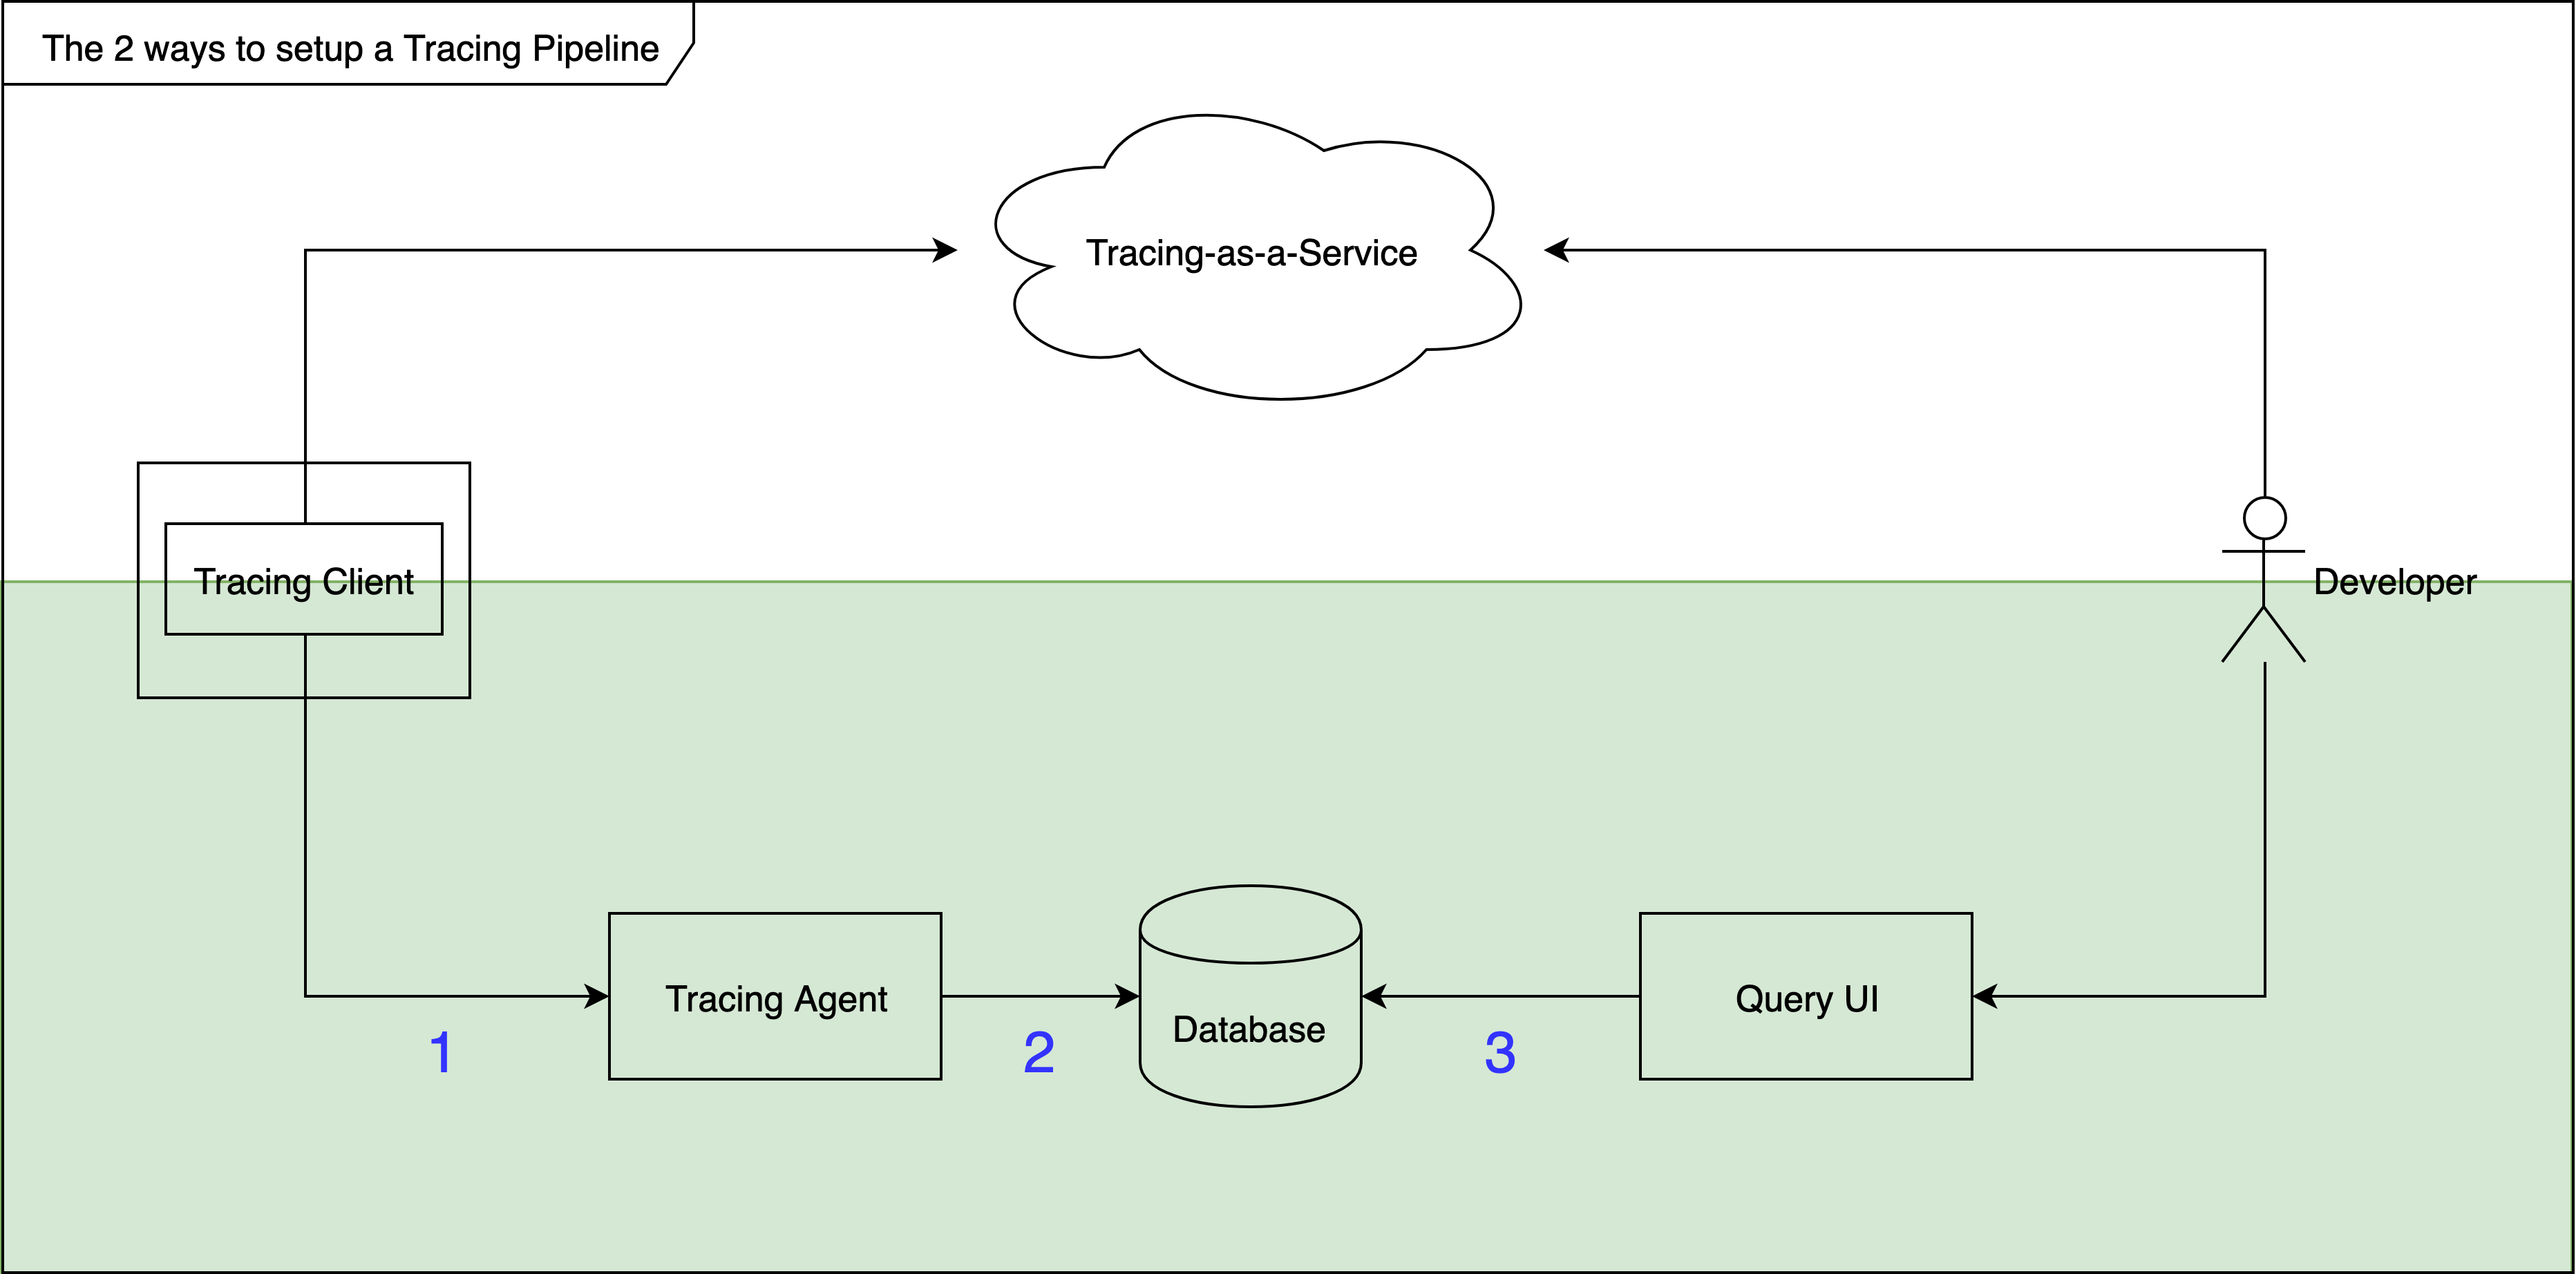 The 2 ways to setup a Tracing Pipeline
Tracing-as-a-Service
Tracing Client
Developer
Tracing Agent
Database
Query UI
1
2
3